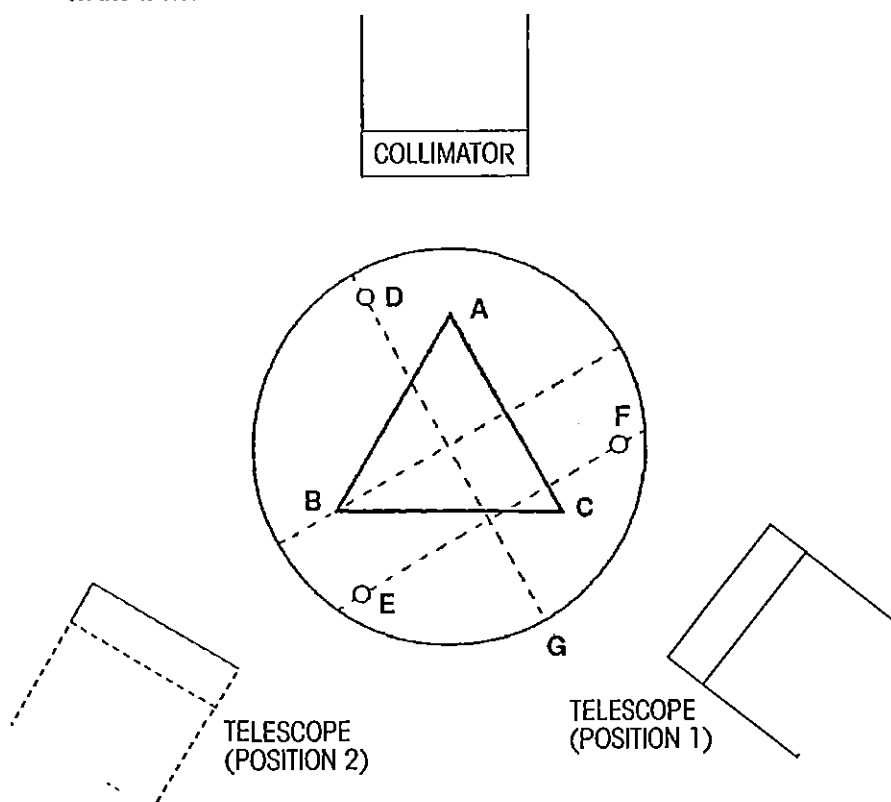 COLLIMATOR
D
A
F
B
C
E
G
TELESCOPE
(POSITION 1)
TELESCOPE
(POSITION 2)